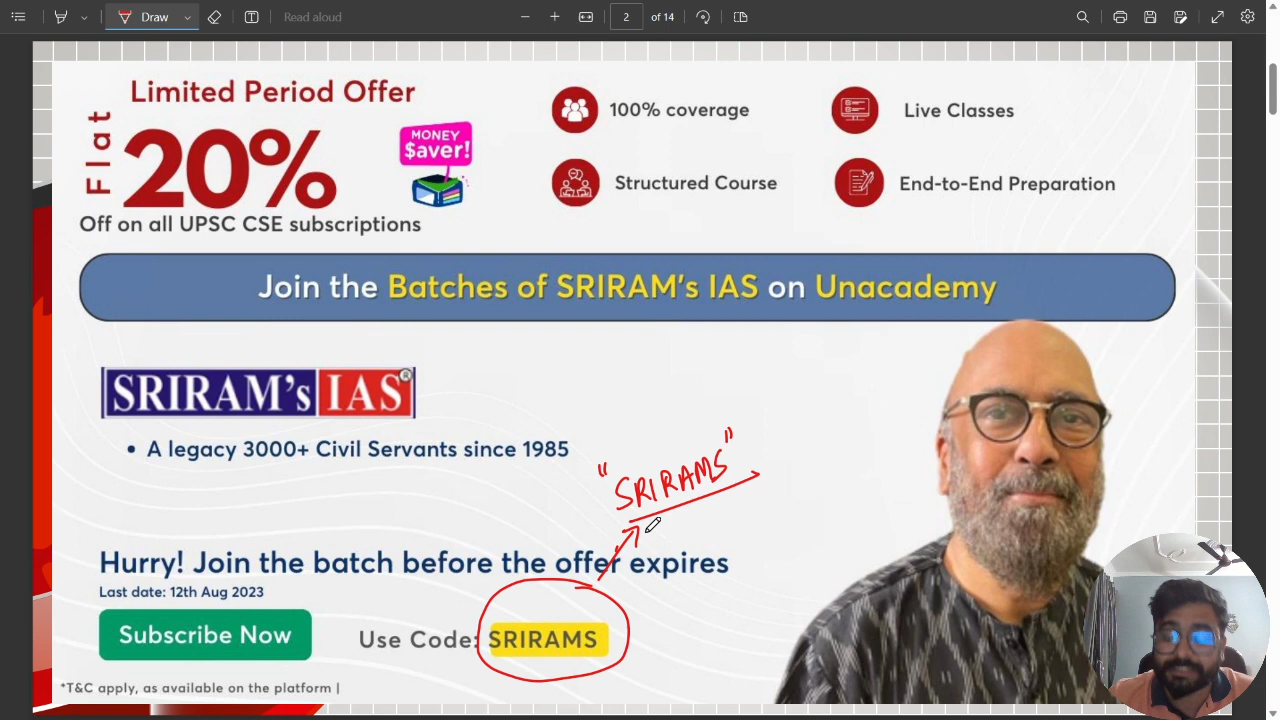 Draw
Read aloud
2
of 14
Limited Period Offer
Flat
20%
Off on all UPSC CSE subscriptions
MONEY
$aver!
100% coverage
Live Classes
Structured Course
End-to-End Preparation
Join the Batches of SRIRAM's IAS on Unacademy
SRIRAM's IAS®
• A legacy 3000+ Civil Servants since 1985
"SRIRAMS"
Hurry! Join the batch before the offer expires
Last date: 12th Aug 2023
Subscribe Now
Use Code: SRIRAMS
*T&C apply, as available on the platform |